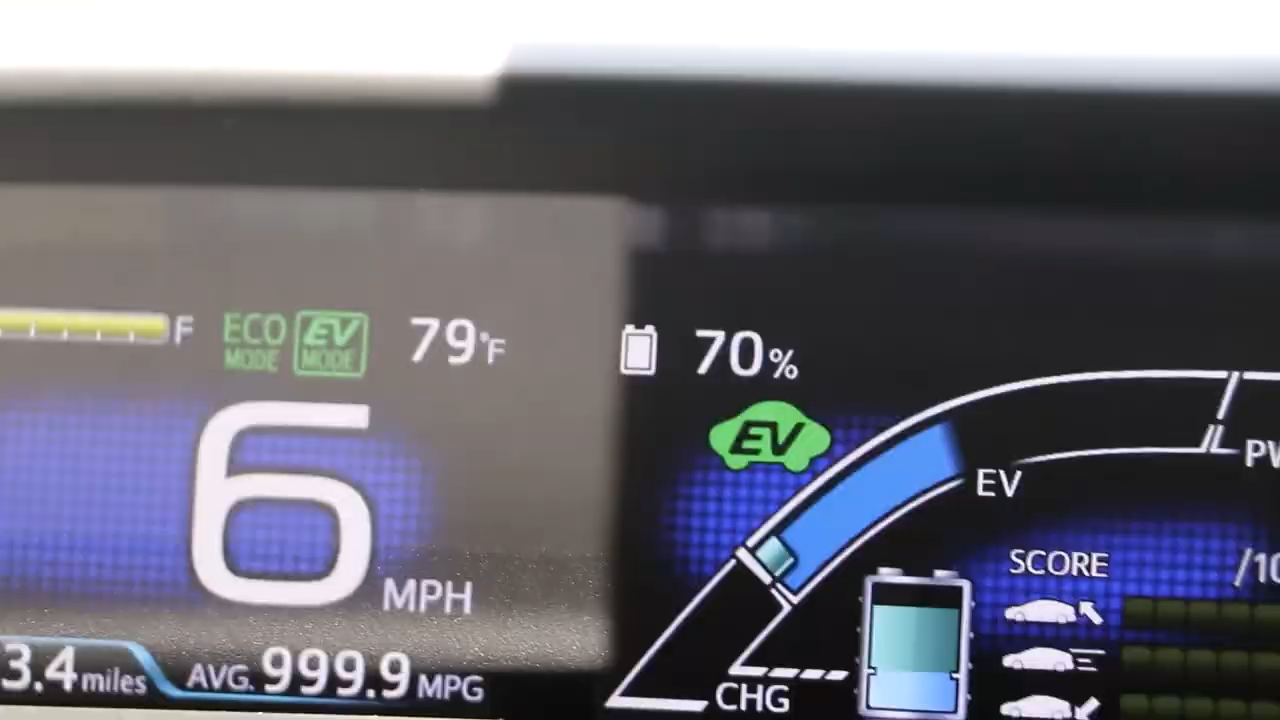 F
ECO MODE
EV MODE
79°F
70%
6 MPH
EV
EV
SCORE
3.4 miles
AVG. 999.9 MPG
CHG